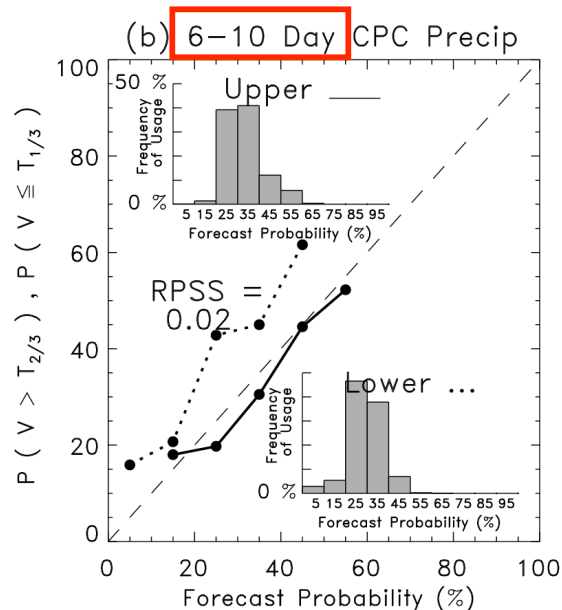 (b) 6-10 Day CPC Precip
P ( V > T2/3 ) , P ( V ≦ T1/3 )
100
80
60
40
20
0
50 %
0 %
Frequency
of Usage
Upper
5 15 25 35 45 55 65 75 85 95
Forecast Probability (%)
RPSS =
0.02
Lower ...
Frequency
of Usage
0 %
5 15 25 35 45 55 65 75 85 95
Forecast Probability (%)
0 20 40 60 80 100
Forecast Probability (%)